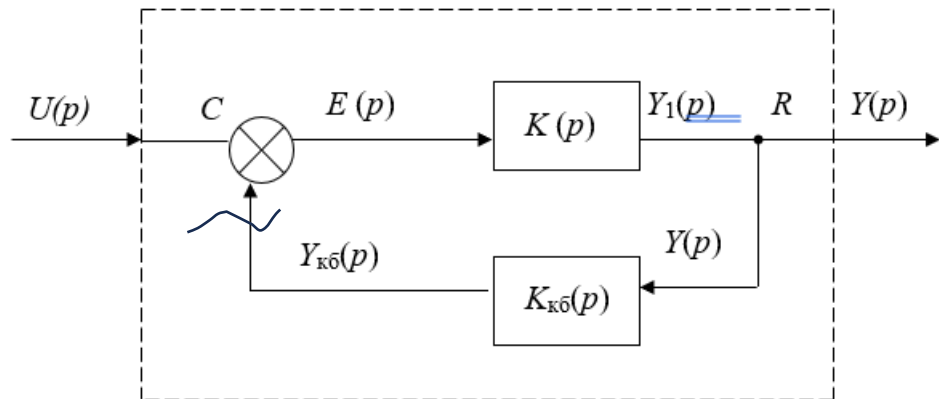 U(p) C E (p) K (p) Y₁(p) R Y(p)
Yкб(p) Kкб(p) Y(p)